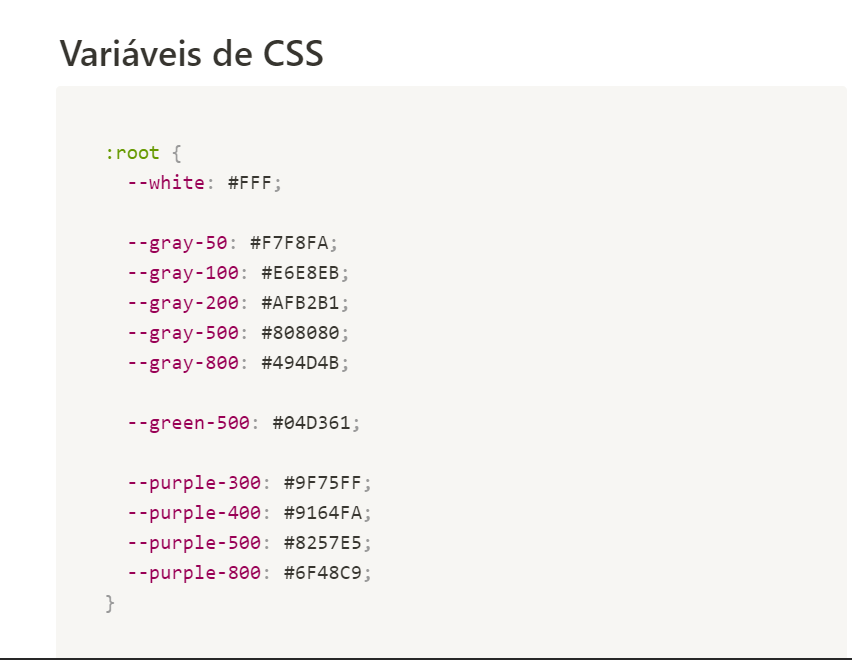 Variáveis de CSS
:root {
--white: #FFF;
--gray-50: #F7F8FA;
--gray-100: #E6E8EB;
--gray-200: #AFB2B1;
--gray-500: #808080;
--gray-800: #494D4B;
--green-500: #04D361;
--purple-300: #9F75FF;
--purple-400: #9164FA;
--purple-500: #8257E5;
--purple-800: #6F48C9;
}